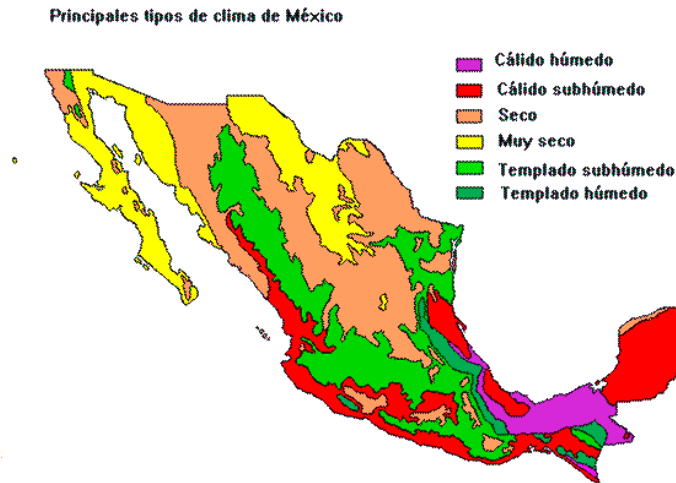 Principales tipos de clima de México
Cálido húmedo
Cálido subhúmedo
Seco
Muy seco
Templado subhúmedo
Templado húmedo